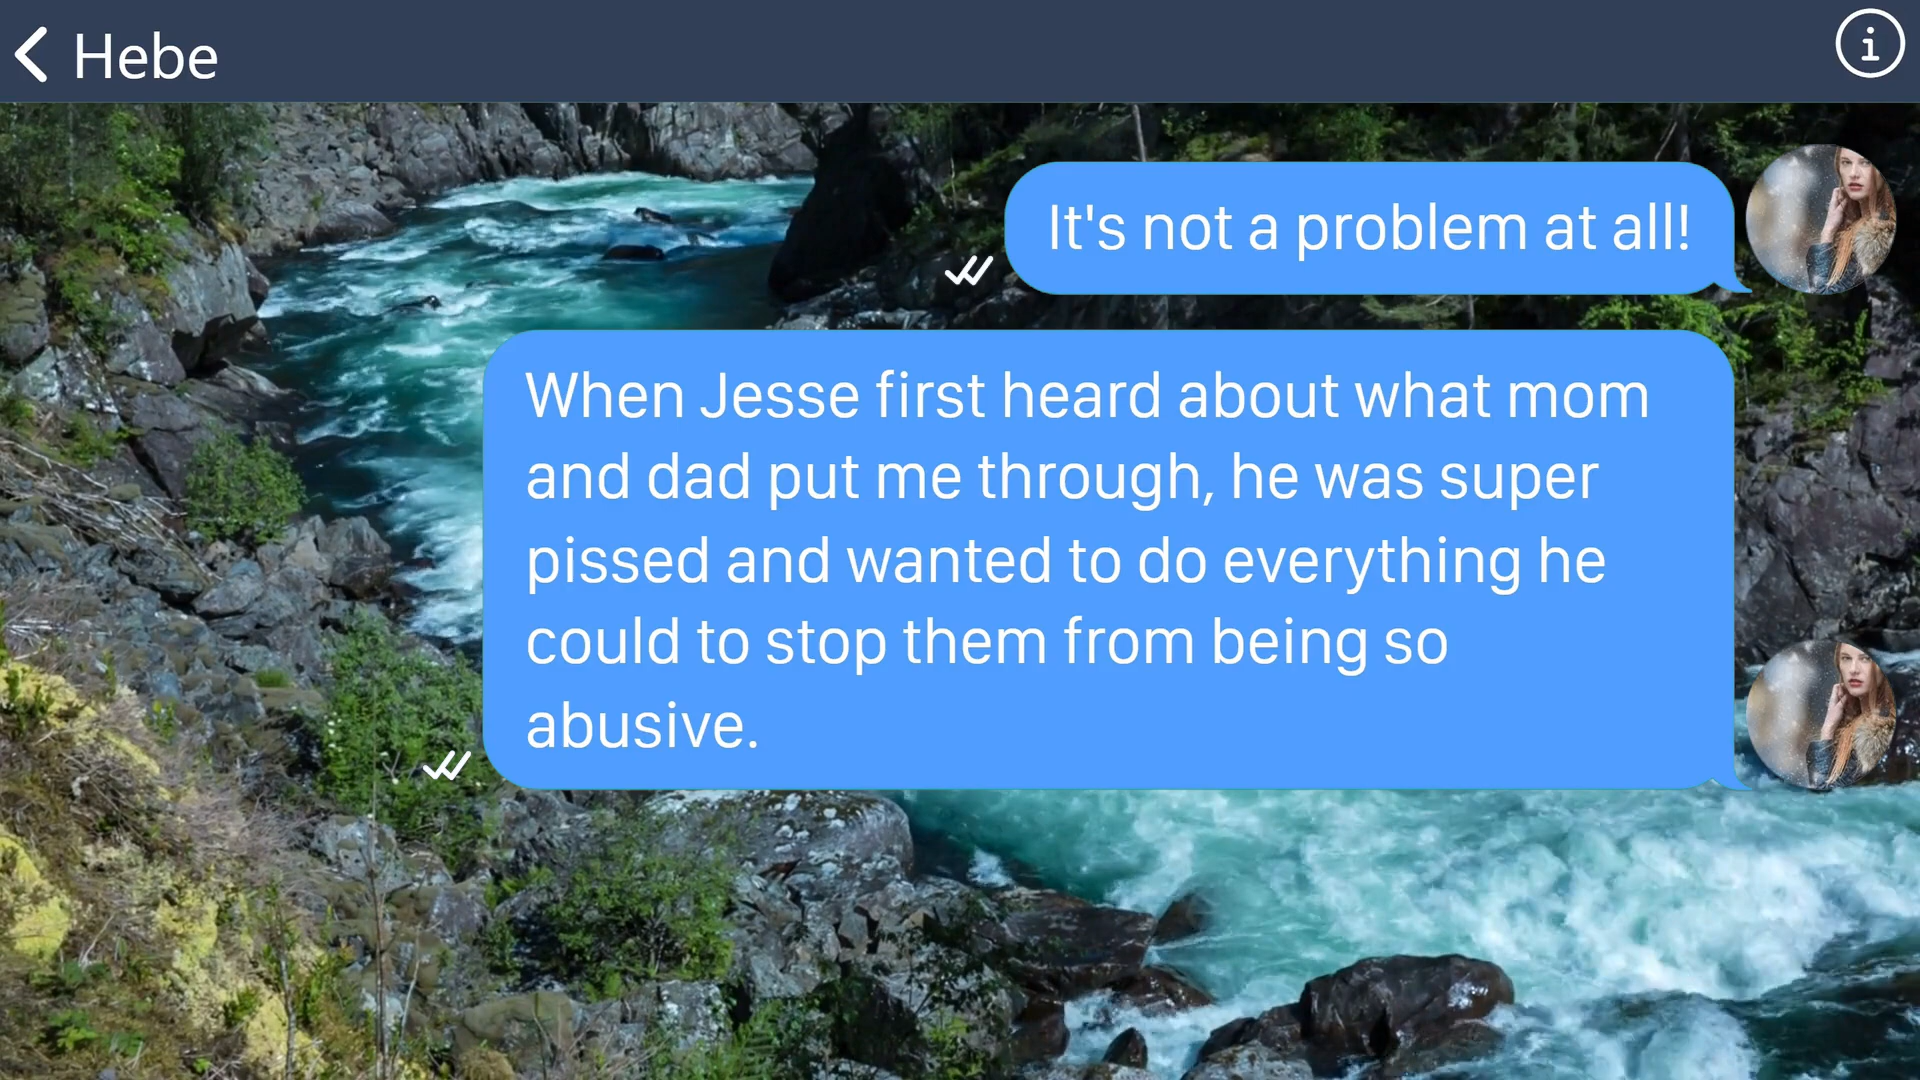 Hebe
It's not a problem at all!
When Jesse first heard about what mom
and dad put me through, he was super
pissed and wanted to do everything he
could to stop them from being so
abusive.